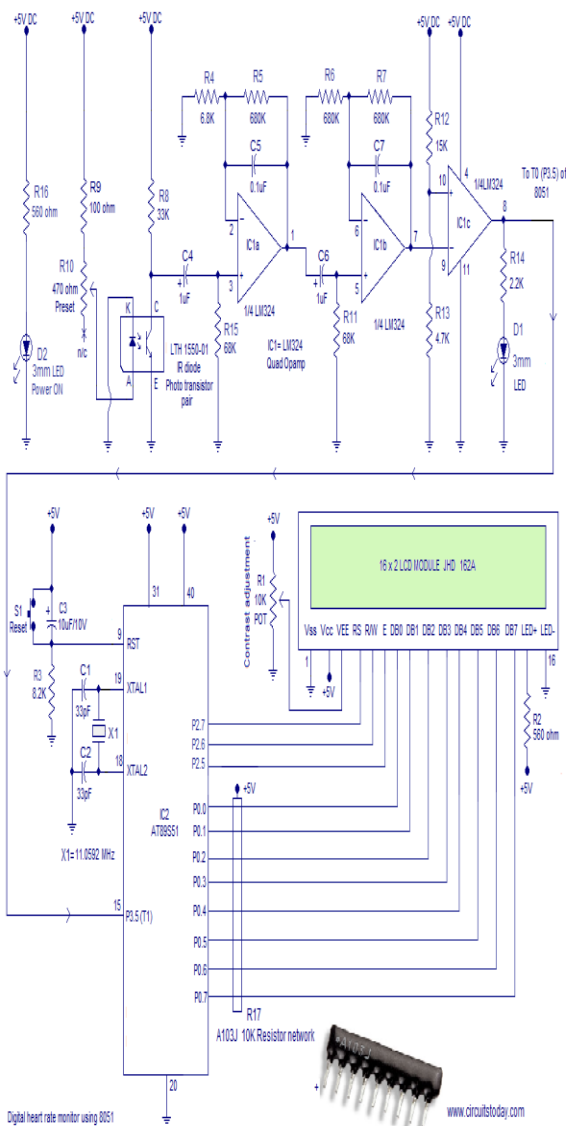 +5V DC
+5V DC
+5V DC
+5V DC
+5V DC
R4
6.8K
R5
680K
R6
680K
R7
680K
C5
0.1uF
C7
0.1uF
R12
15K
1/4LM324
To T0 (P3.5) of
8051
R16
560 ohm
R9
100 ohm
R8
33K
R10
470 ohm
Preset
n/c
C4
1uF
+
2
-
3
+
IC1a
1
1/4 LM324
C6
1uF
+
6
-
5
+
IC1b
7
1/4 LM324
10
+
9
-
4
IC1c
8
11
R14
2.2K
R13
4.7K
R15
68K
R11
68K
IC1= LM324
Quad Opamp
K
C
A
E
LTH 1550-01
IR diode
Photo transistor
pair
D2
3mm LED
Power ON
D1
3mm
LED
+5V
+5V
+5V
+5V
S1
Reset
+
C3
10uF/10V
R3
8.2K
C1
33pF
C2
33pF
X1
X1= 11.0592 MHz
31
40
9
RST
19
XTAL1
18
XTAL2
IC2
AT89S51
15
P3.5 (T1)
20
P2.7
P2.6
P2.5
P0.0
P0.1
P0.2
P0.3
P0.4
P0.5
P0.6
P0.7
+5V
R17
A103J 10K Resistor network
Contrast adjustment
R1
10K
POT
16 x 2 LCD MODULE JHD 162A
Vss Vcc VEE RS R/W E DB0 DB1 DB2 DB3 DB4 DB5 DB6 DB7 LED+ LED-
1
16
+5V
R2
560 ohm
+5V
A103J
+
www.circuitstoday.com
Digital heart rate monitor using 8051